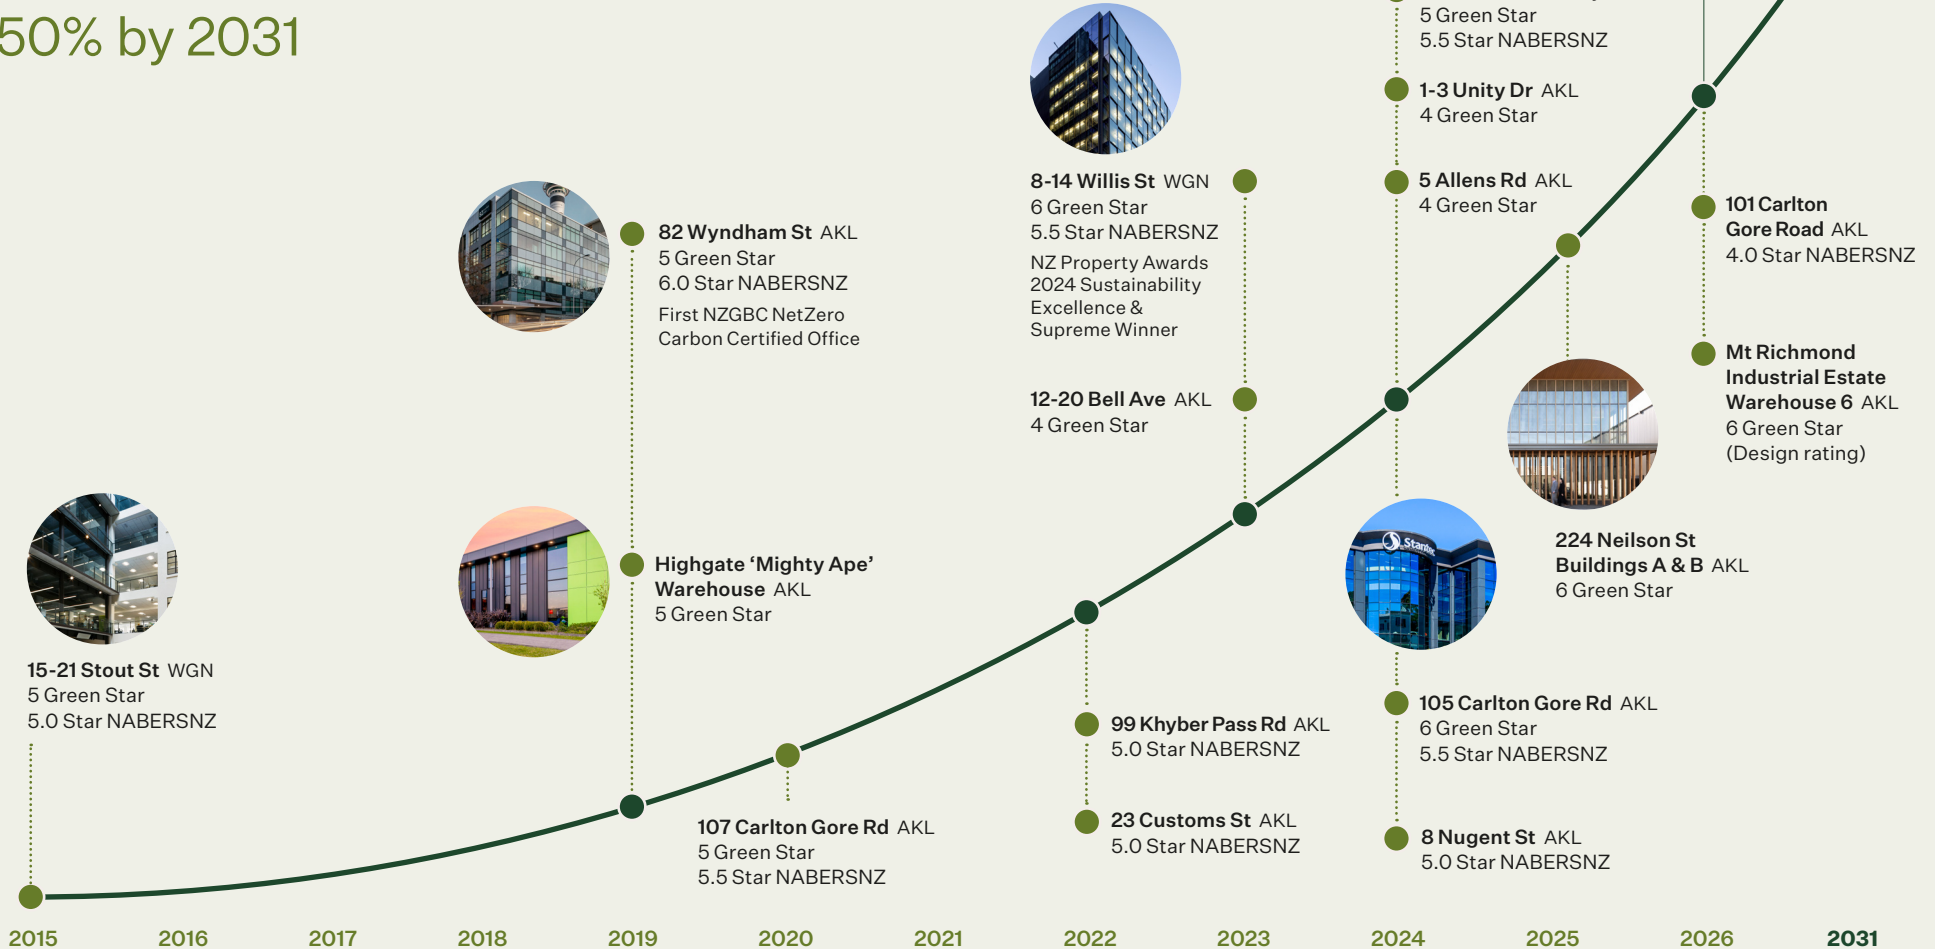 50% by 2031
5 Green Star
5.5 Star NABERSNZ
1-3 Unity Dr AKL
4 Green Star
5 Allens Rd AKL
4 Green Star
8-14 Willis St WGN
6 Green Star
5.5 Star NABERSNZ
NZ Property Awards
2024 Sustainability
Excellence &
Supreme Winner
12-20 Bell Ave AKL
4 Green Star
82 Wyndham St AKL
5 Green Star
6.0 Star NABERSNZ
First NZGBC NetZero
Carbon Certified Office
Highgate ‘Mighty Ape’
Warehouse AKL
5 Green Star
101 Carlton
Gore Road AKL
4.0 Star NABERSNZ
Mt Richmond
Industrial Estate
Warehouse 6 AKL
6 Green Star
(Design rating)
Stantec
224 Neilson St
Buildings A & B AKL
6 Green Star
15-21 Stout St WGN
5 Green Star
5.0 Star NABERSNZ
107 Carlton Gore Rd AKL
5 Green Star
5.5 Star NABERSNZ
99 Khyber Pass Rd AKL
5.0 Star NABERSNZ
23 Customs St AKL
5.0 Star NABERSNZ
105 Carlton Gore Rd AKL
6 Green Star
5.5 Star NABERSNZ
8 Nugent St AKL
5.0 Star NABERSNZ
2015 2016 2017 2018 2019 2020 2021 2022 2023 2024 2025 2026 2031